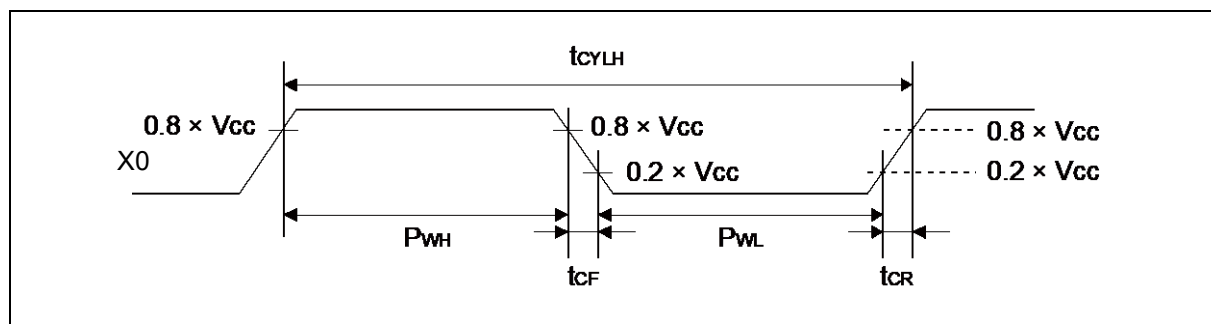 tCYLH
0.8 × Vcc
0.8 × Vcc
0.8 × Vcc
X0
0.2 × Vcc
0.2 × Vcc
PWH
PWL
tCF
tCR